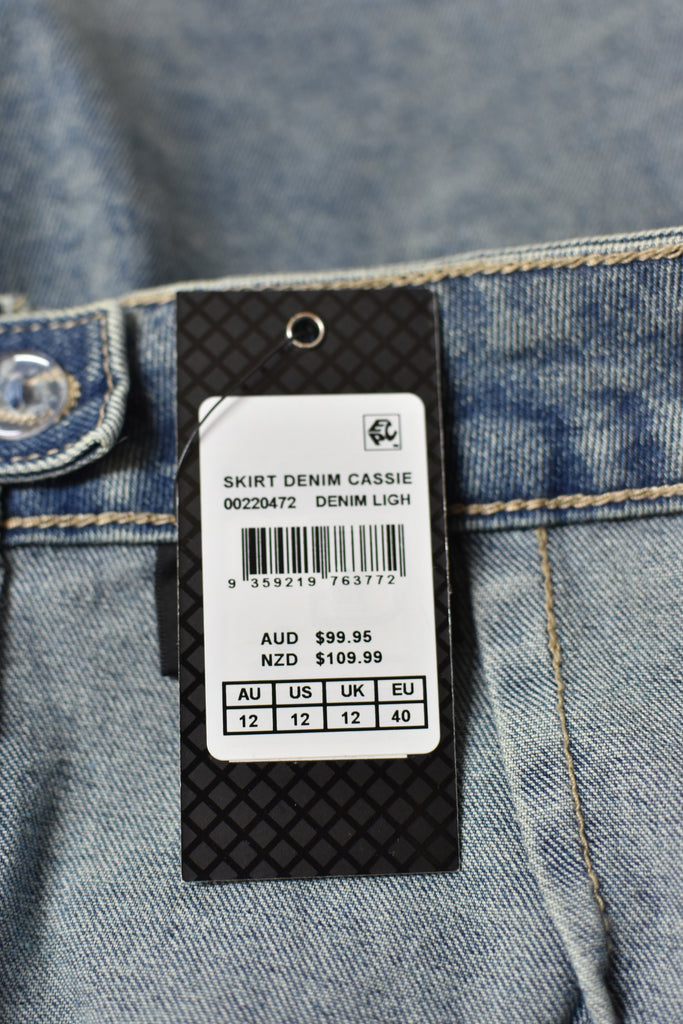 SKIRT DENIM CASSIE
00220472 DENIM LIGH
9 359219 763772
AUD $99.95
NZD $109.99
AU US UK EU
12 12 12 40